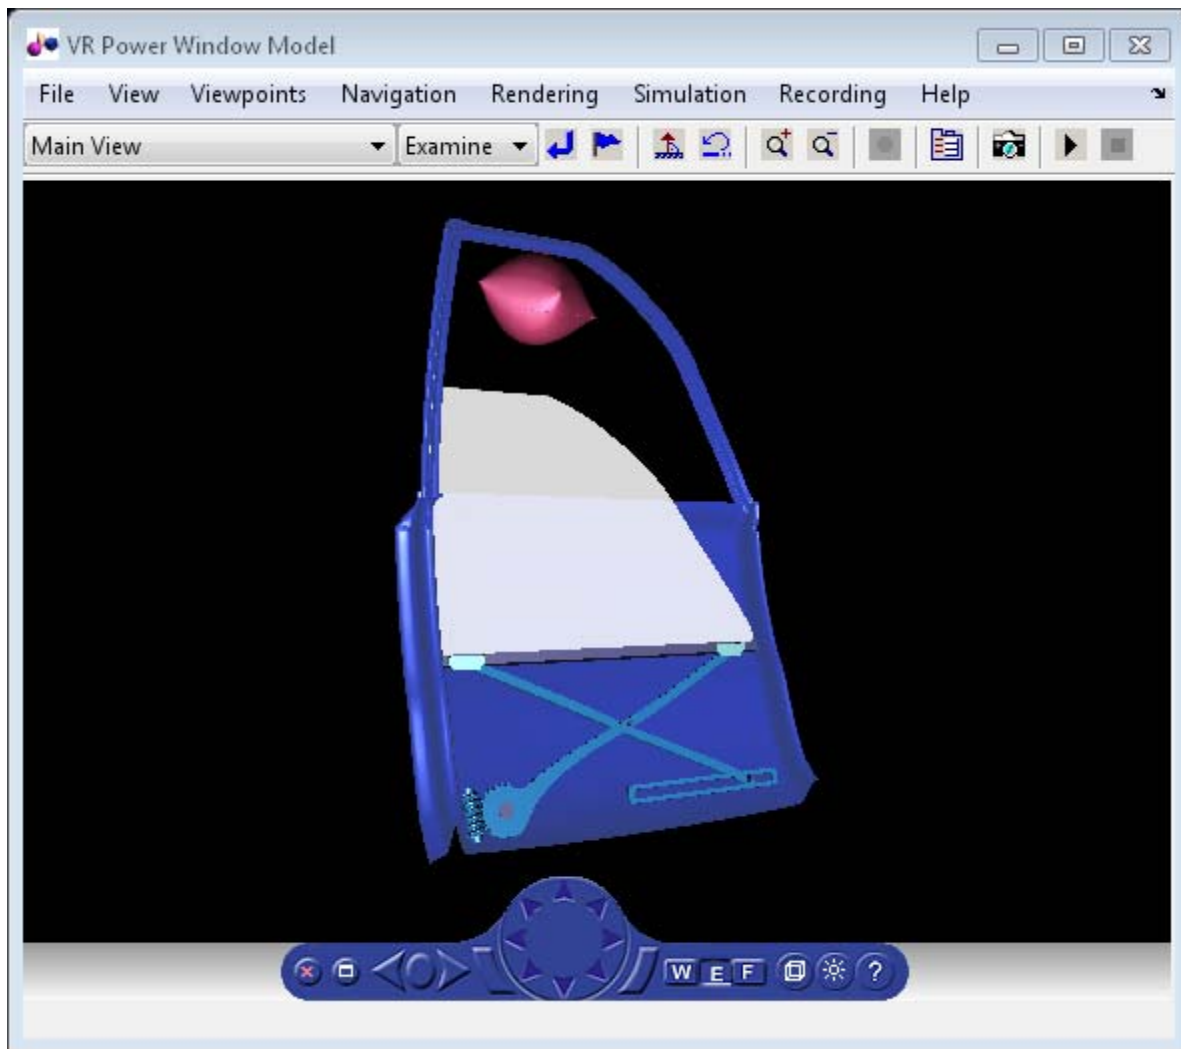 VR Power Window Model
File View Viewpoints Navigation Rendering Simulation Recording Help
Main View Examine
W E F ?